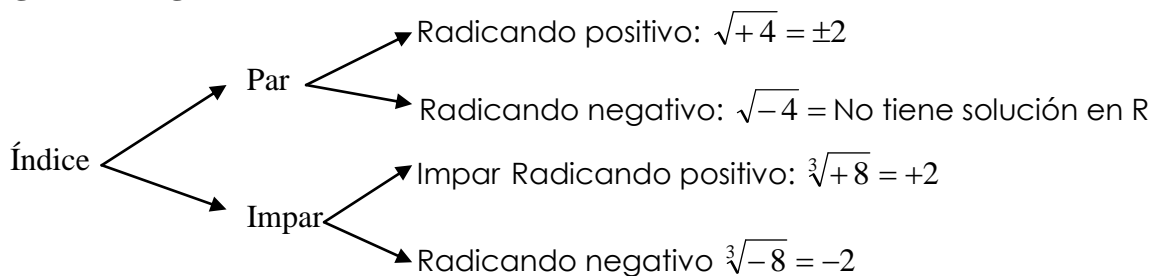 Radicando positivo: √+4 = ±2
Par
Radicando negativo: √−4 = No tiene solución en R
Índice
Impar Radicando positivo: ∛+8 = +2
Impar
Radicando negativo ∛−8 = −2